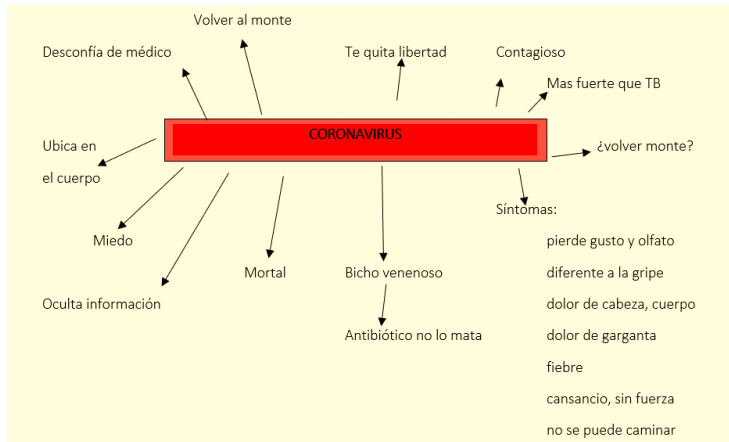 Volver al monte
Desconfía de médico
Te quita libertad
Contagioso
Mas fuerte que TB
CORONAVIRUS
Ubica en
el cuerpo
¿volver monte?
Síntomas:
Miedo
pierde gusto y olfato
Mortal
Bicho venenoso
diferente a la gripe
Oculta información
dolor de cabeza, cuerpo
Antibiótico no lo mata
dolor de garganta
fiebre
cansancio, sin fuerza
no se puede caminar